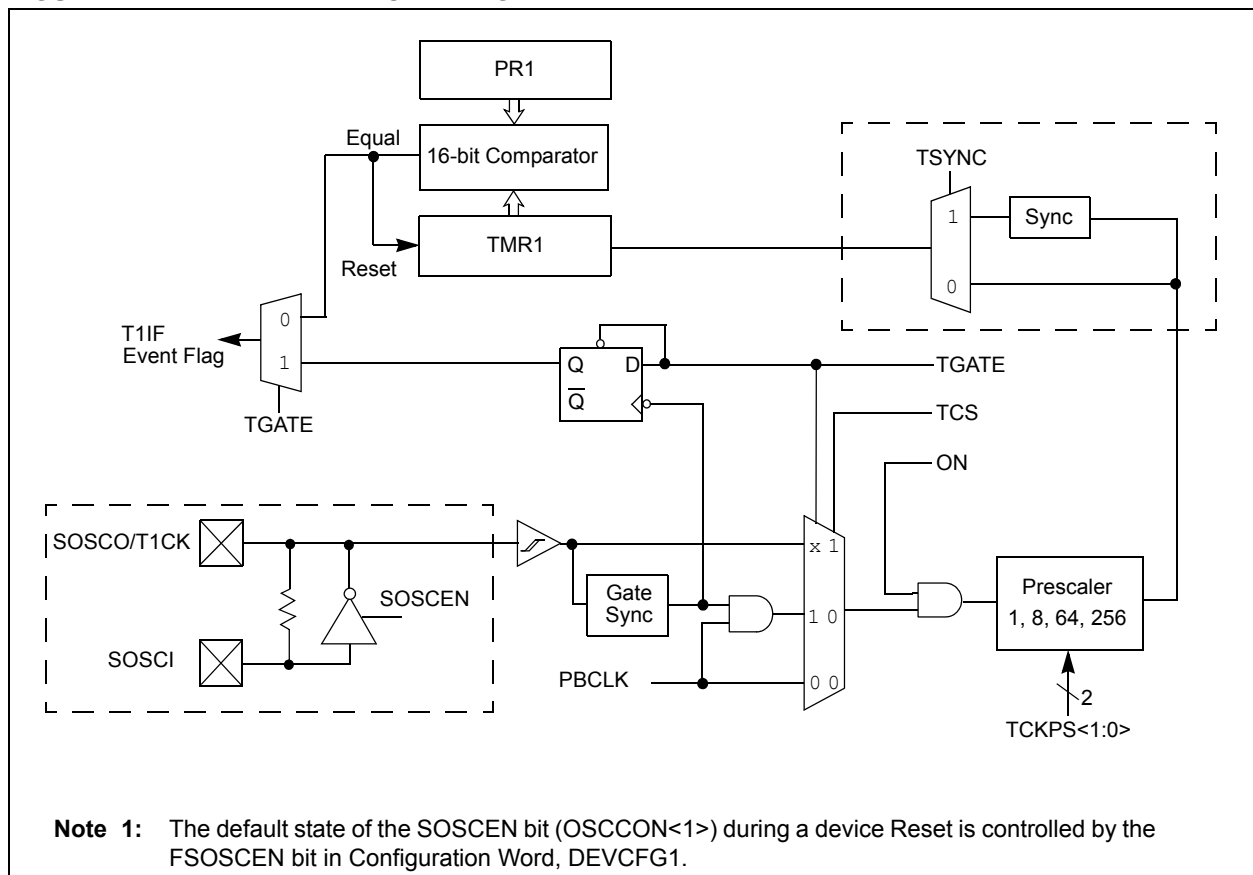 PR1
Equal
16-bit Comparator
TSYNC
1
Sync
TMR1
Reset
0
T1IF
Event Flag
0
1
TGATE
Q
D
Q
TGATE
TCS
ON
SOSCO/T1CK
SOSCEN
SOSCI
Gate
Sync
PBCLK
x 1
1 0
0 0
Prescaler
1, 8, 64, 256
2
TCKPS<1:0>
Note 1: The default state of the SOSCEN bit (OSCCON<1>) during a device Reset is controlled by the
FSOSCEN bit in Configuration Word, DEVCFG1.